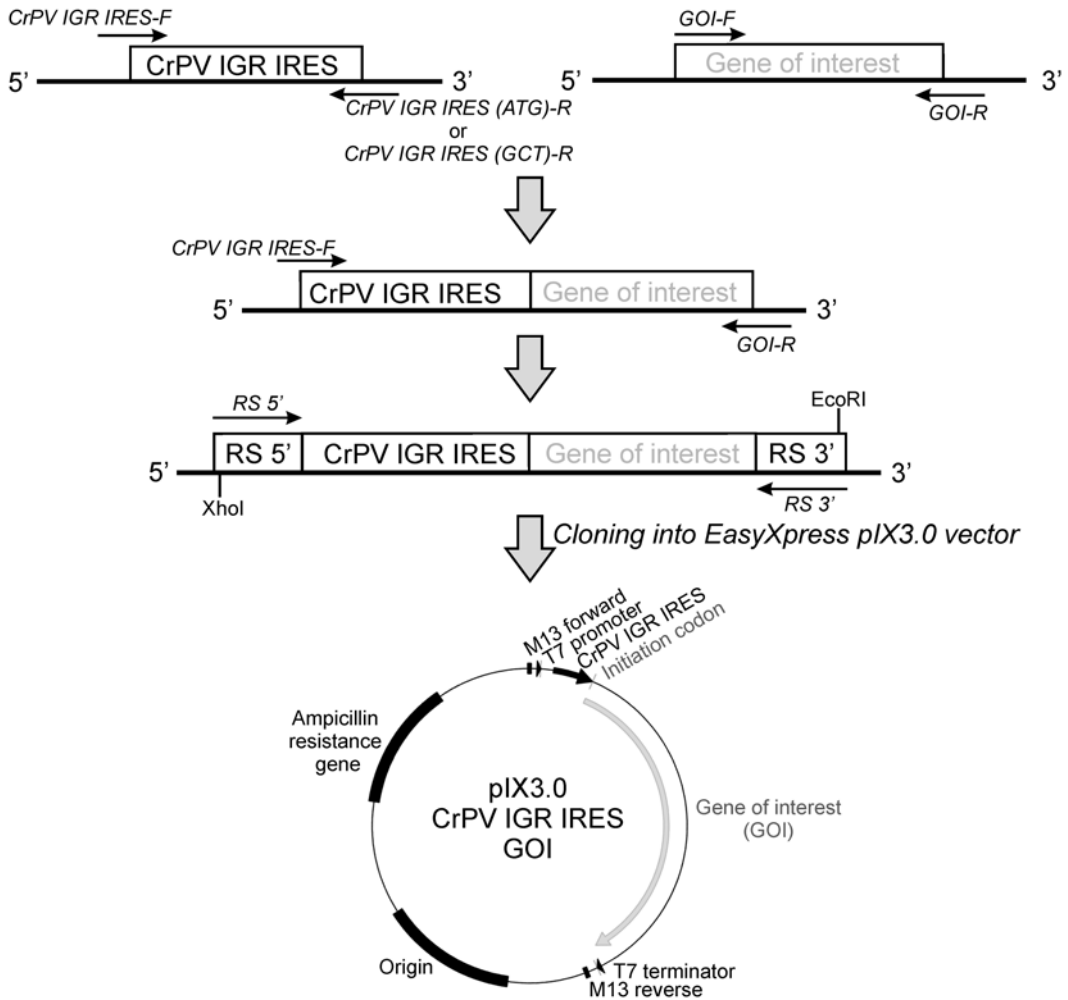 CrPV IGR IRES-F
CrPV IGR IRES
5’
3’
CrPV IGR IRES (ATG)-R
or
CrPV IGR IRES (GCT)-R
GOI-F
Gene of interest
5’
3’
GOI-R
CrPV IGR IRES-F
CrPV IGR IRES
Gene of interest
5’
3’
GOI-R
RS 5’
EcoRI
RS 5’
CrPV IGR IRES
Gene of interest
RS 3’
5’
3’
XhoI
RS 3’
Cloning into EasyXpress pIX3.0 vector
M13 forward
T7 promoter
CrPV IGR IRES
Initiation codon
Ampicillin
resistance
gene
pIX3.0
CrPV IGR IRES
GOI
Gene of interest
(GOI)
Origin
T7 terminator
M13 reverse